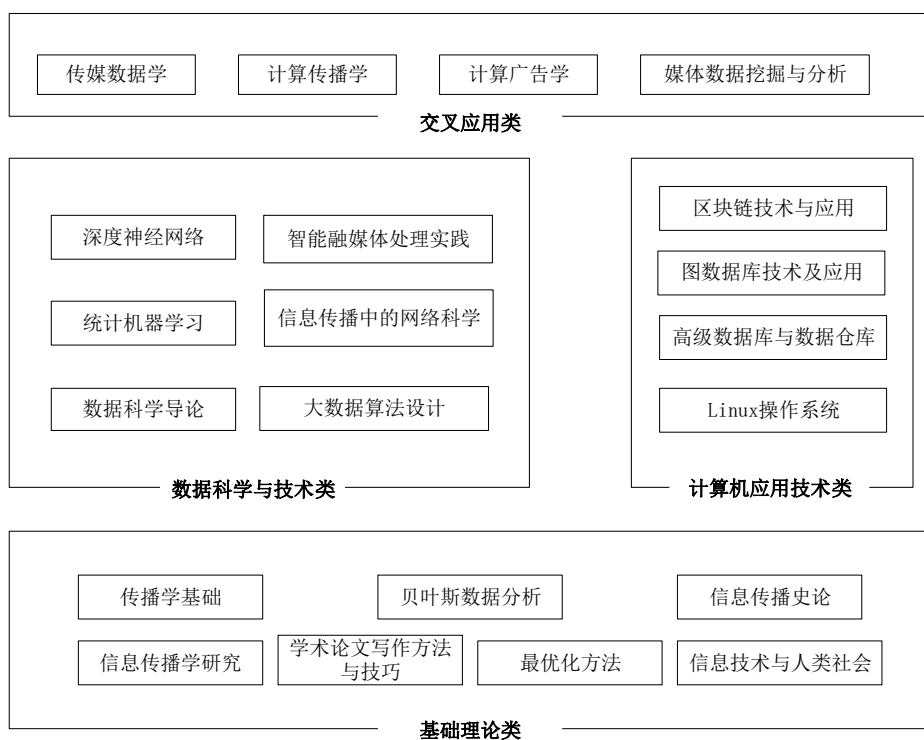 传媒数据学
计算传播学
计算广告学
媒体数据挖掘与分析
交叉应用类
深度神经网络
智能融媒体处理实践
统计机器学习
信息传播中的网络科学
数据科学导论
大数据算法设计
数据科学与技术类
区块链技术与应用
图数据库技术及应用
高级数据库与数据仓库
Linux操作系统
计算机应用技术类
传播学基础
贝叶斯数据分析
信息传播史论
信息传播学研究
学术论文写作方法
与技巧
最优化方法
信息技术与人类社会
基础理论类